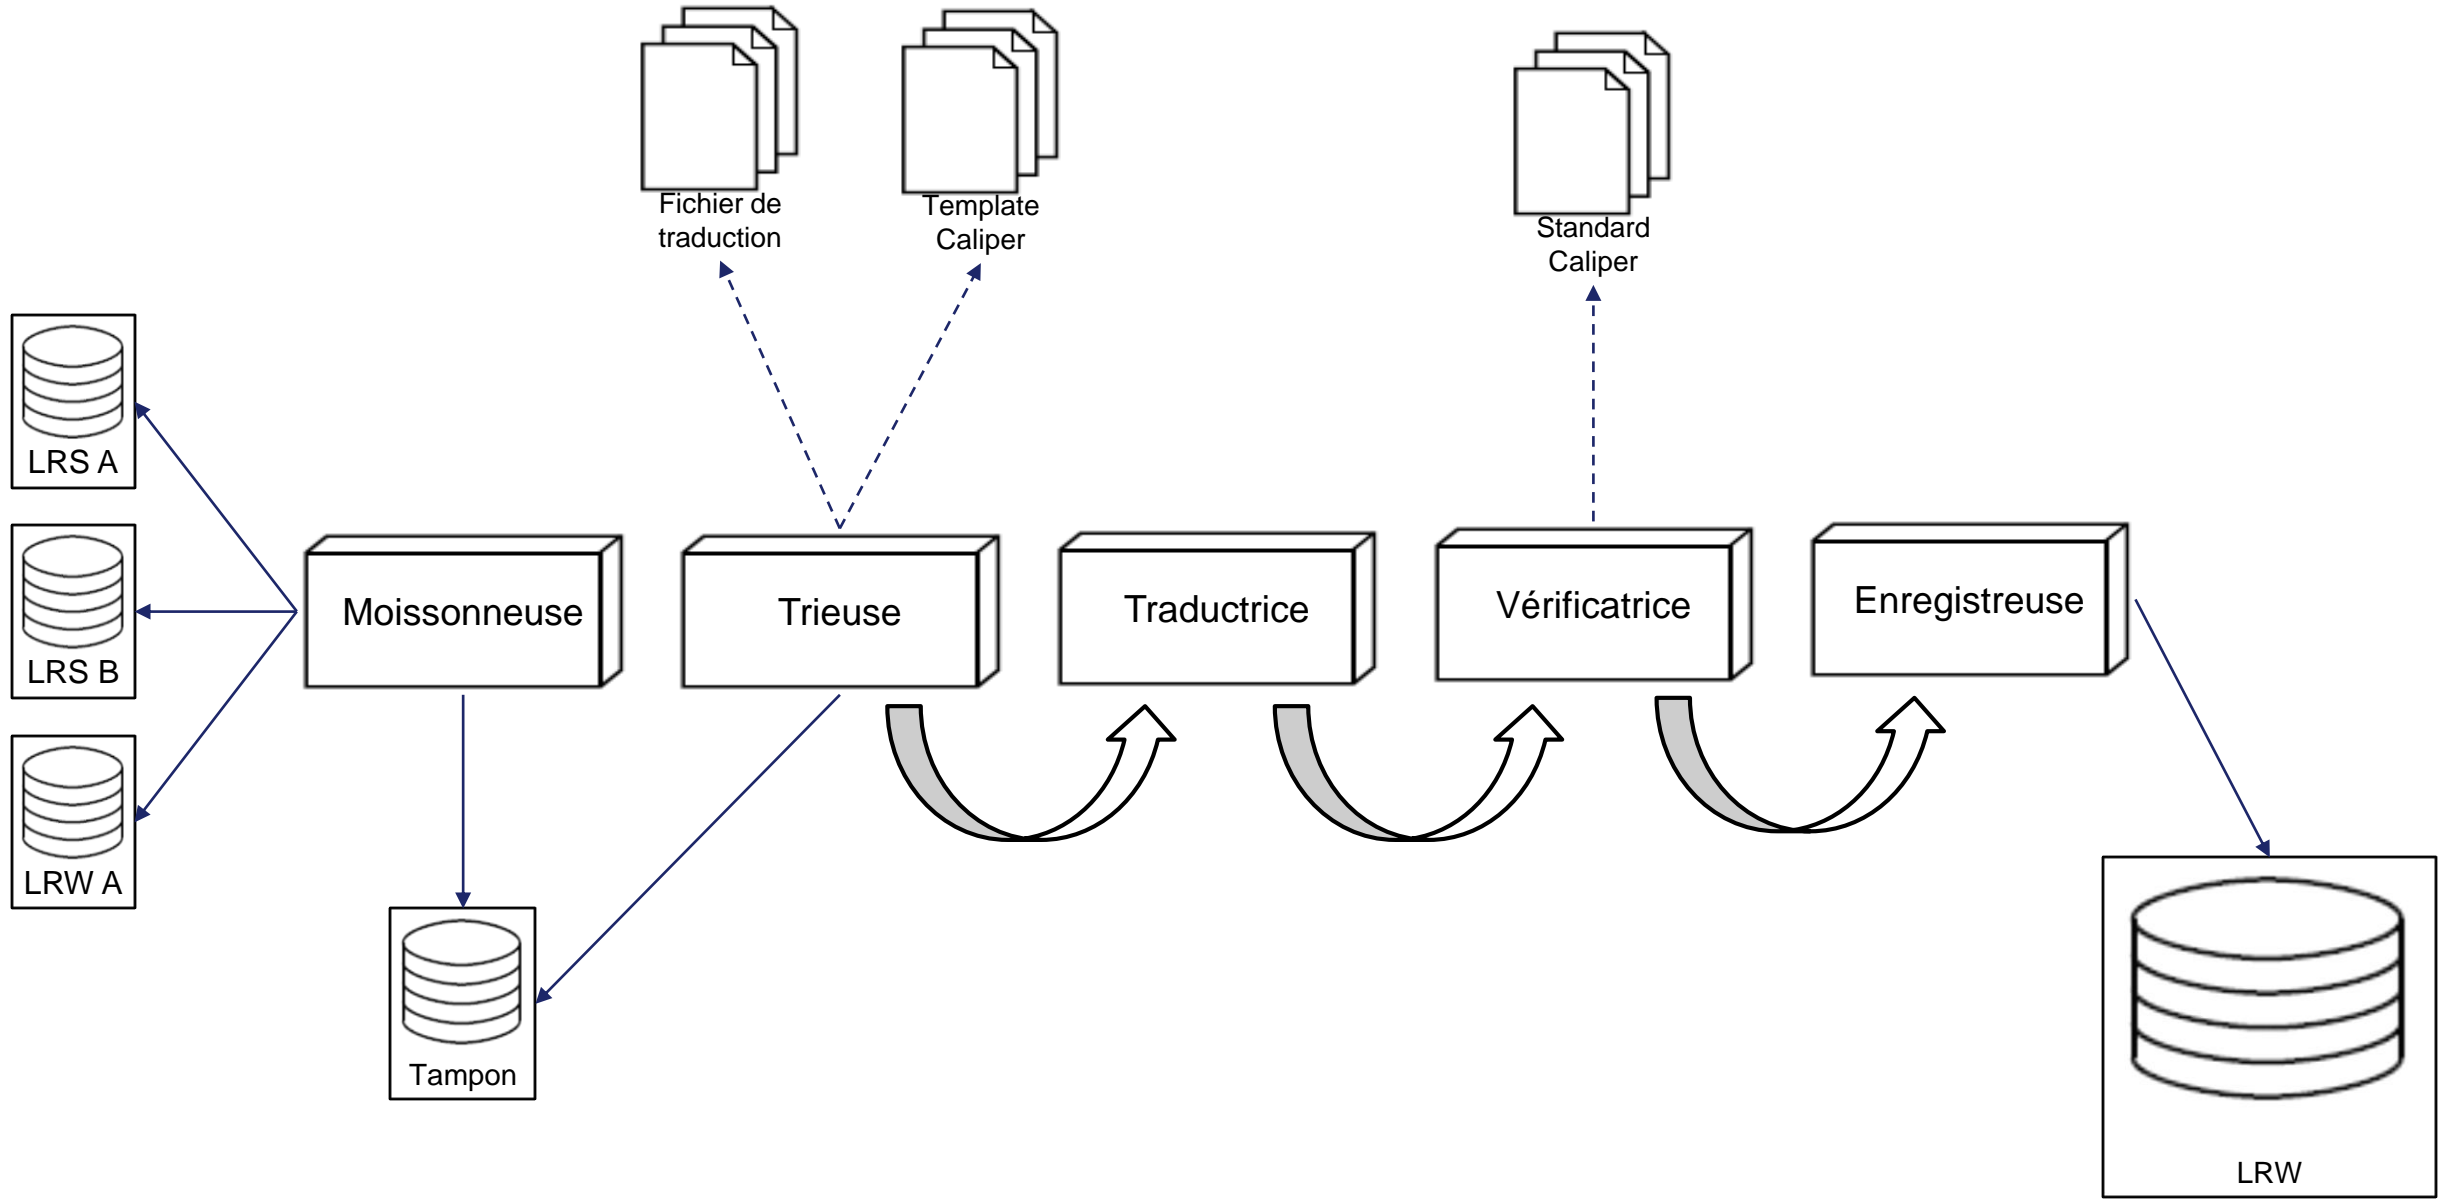 Fichier de
traduction
Template
Caliper
Standard
Caliper
LRS A
LRS B
LRW A
Moissonneuse
Trieuse
Traductrice
Vérificatrice
Enregistreuse
Tampon
LRW